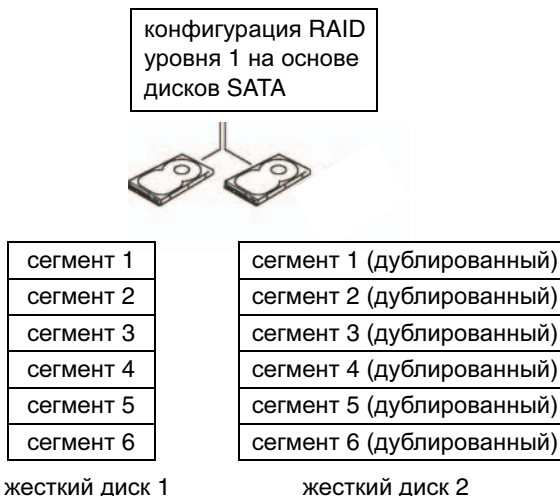 конфигурация RAID
уровня 1 на основе
дисков SATA
сегмент 1
сегмент 2
сегмент 3
сегмент 4
сегмент 5
сегмент 6
жесткий диск 1
сегмент 1 (дублированный)
сегмент 2 (дублированный)
сегмент 3 (дублированный)
сегмент 4 (дублированный)
сегмент 5 (дублированный)
сегмент 6 (дублированный)
жесткий диск 2